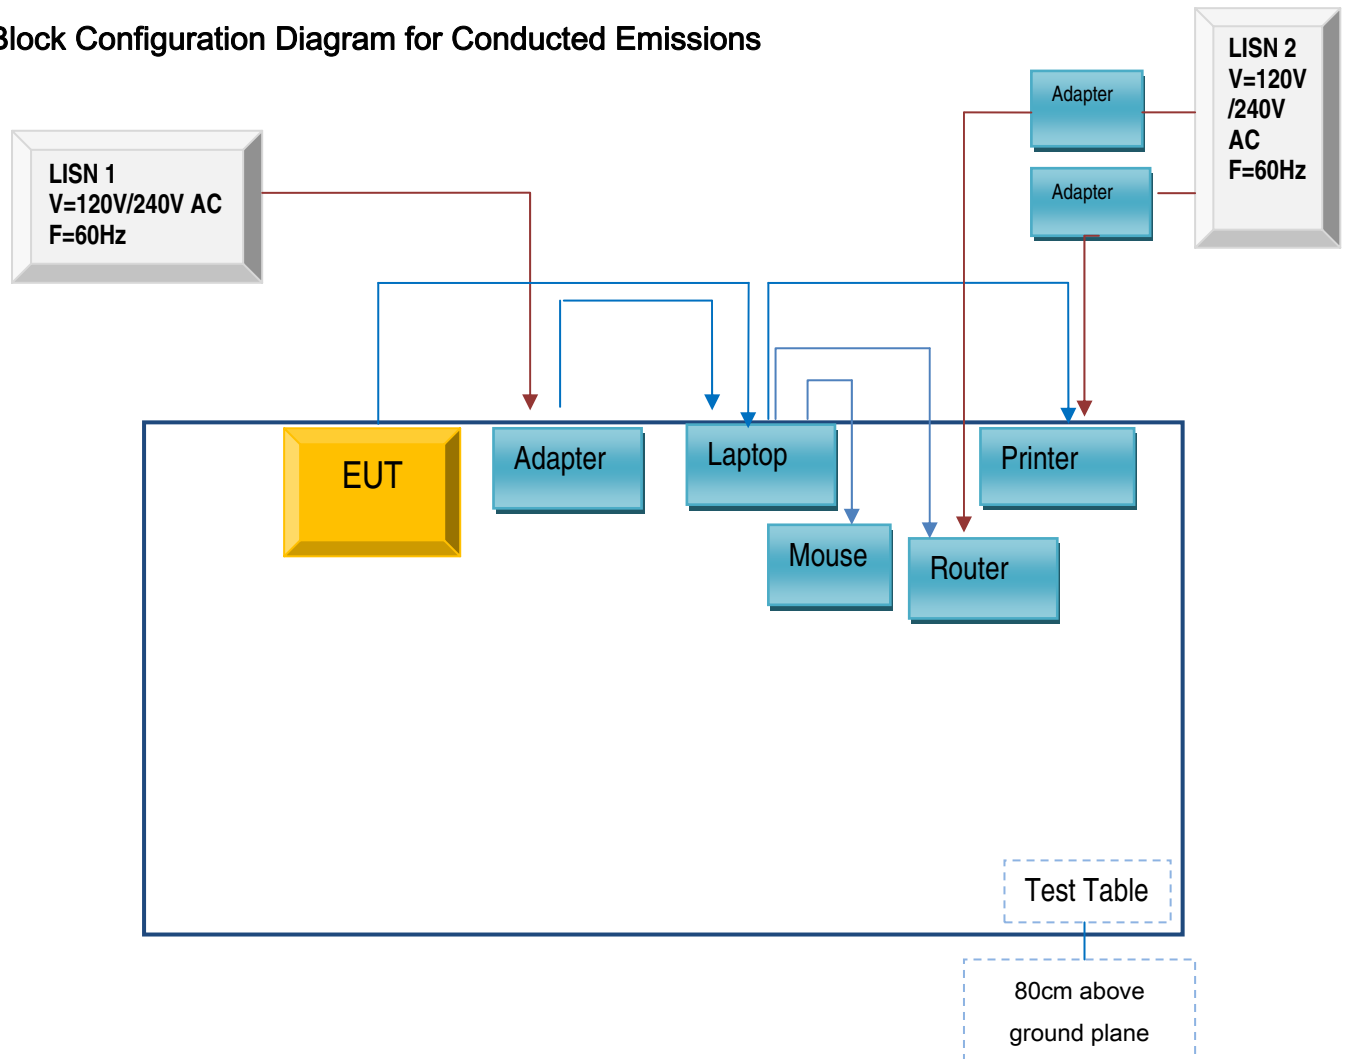 Block Configuration Diagram for Conducted Emissions
LISN 1
V=120V/240V AC
F=60Hz
Adapter
Adapter
LISN 2
V=120V
/240V
AC
F=60Hz
EUT
Adapter
Laptop
Printer
Mouse
Router
Test Table
80cm above
ground plane